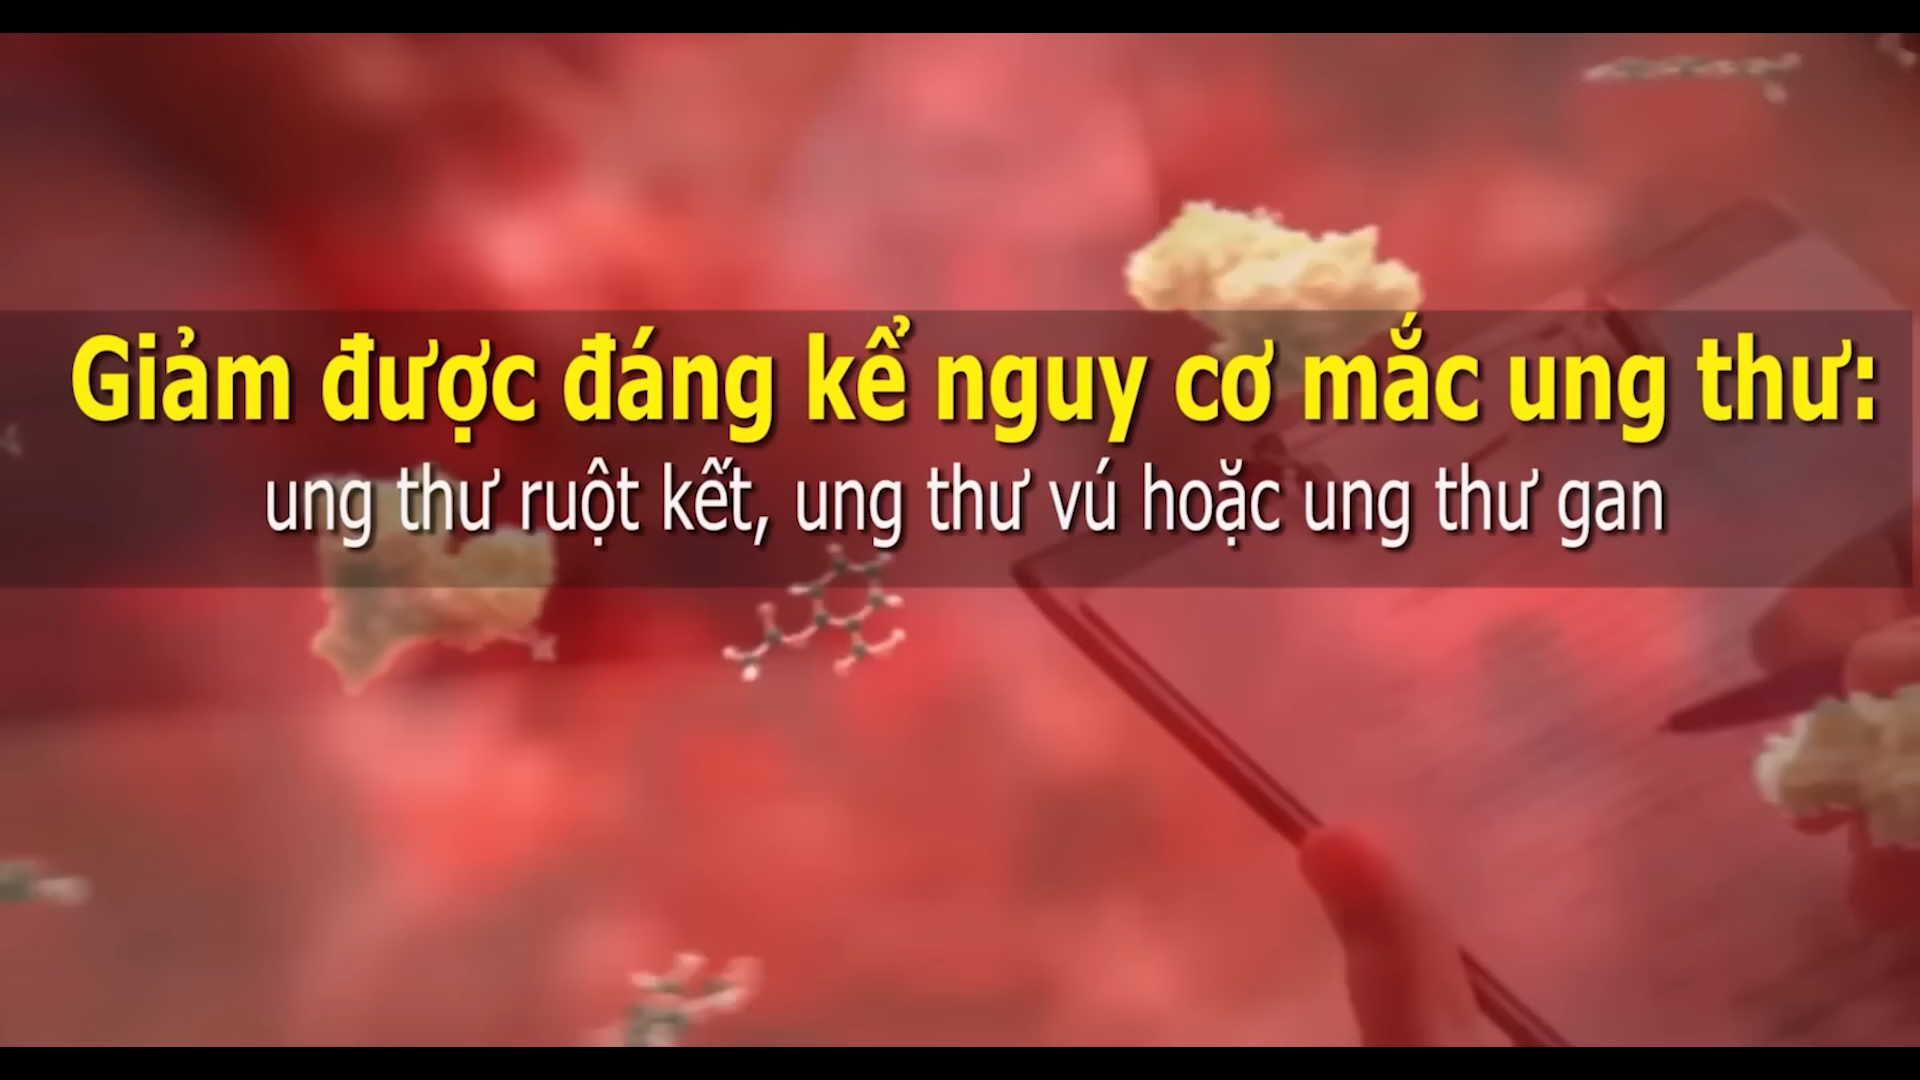 Giảm được đáng kể nguy cơ mắc ung thư:
ung thư ruột kết, ung thư vú hoặc ung thư gan